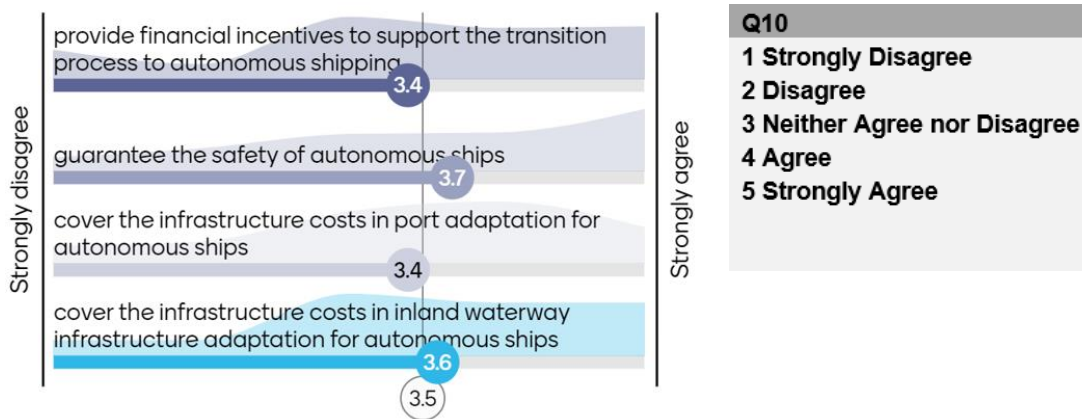 Strongly disagree
provide financial incentives to support the transition
process to autonomous shipping
3.4
guarantee the safety of autonomous ships
3.7
cover the infrastructure costs in port adaptation for
autonomous ships
3.4
cover the infrastructure costs in inland waterway
infrastructure adaptation for autonomous ships
3.6
3.5
Strongly agree
Q10
1 Strongly Disagree
2 Disagree
3 Neither Agree nor Disagree
4 Agree
5 Strongly Agree